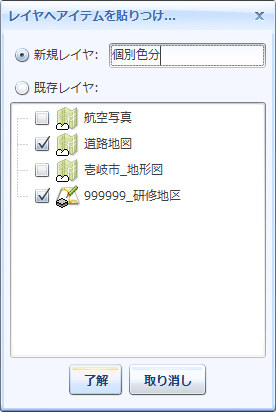 レイヤへアイテムを貼りつけ...
新規レイヤ: 個別色分
既存レイヤ:
航空写真
道路地図
壱岐市_地形図
999999_研修地区
了解 取り消し